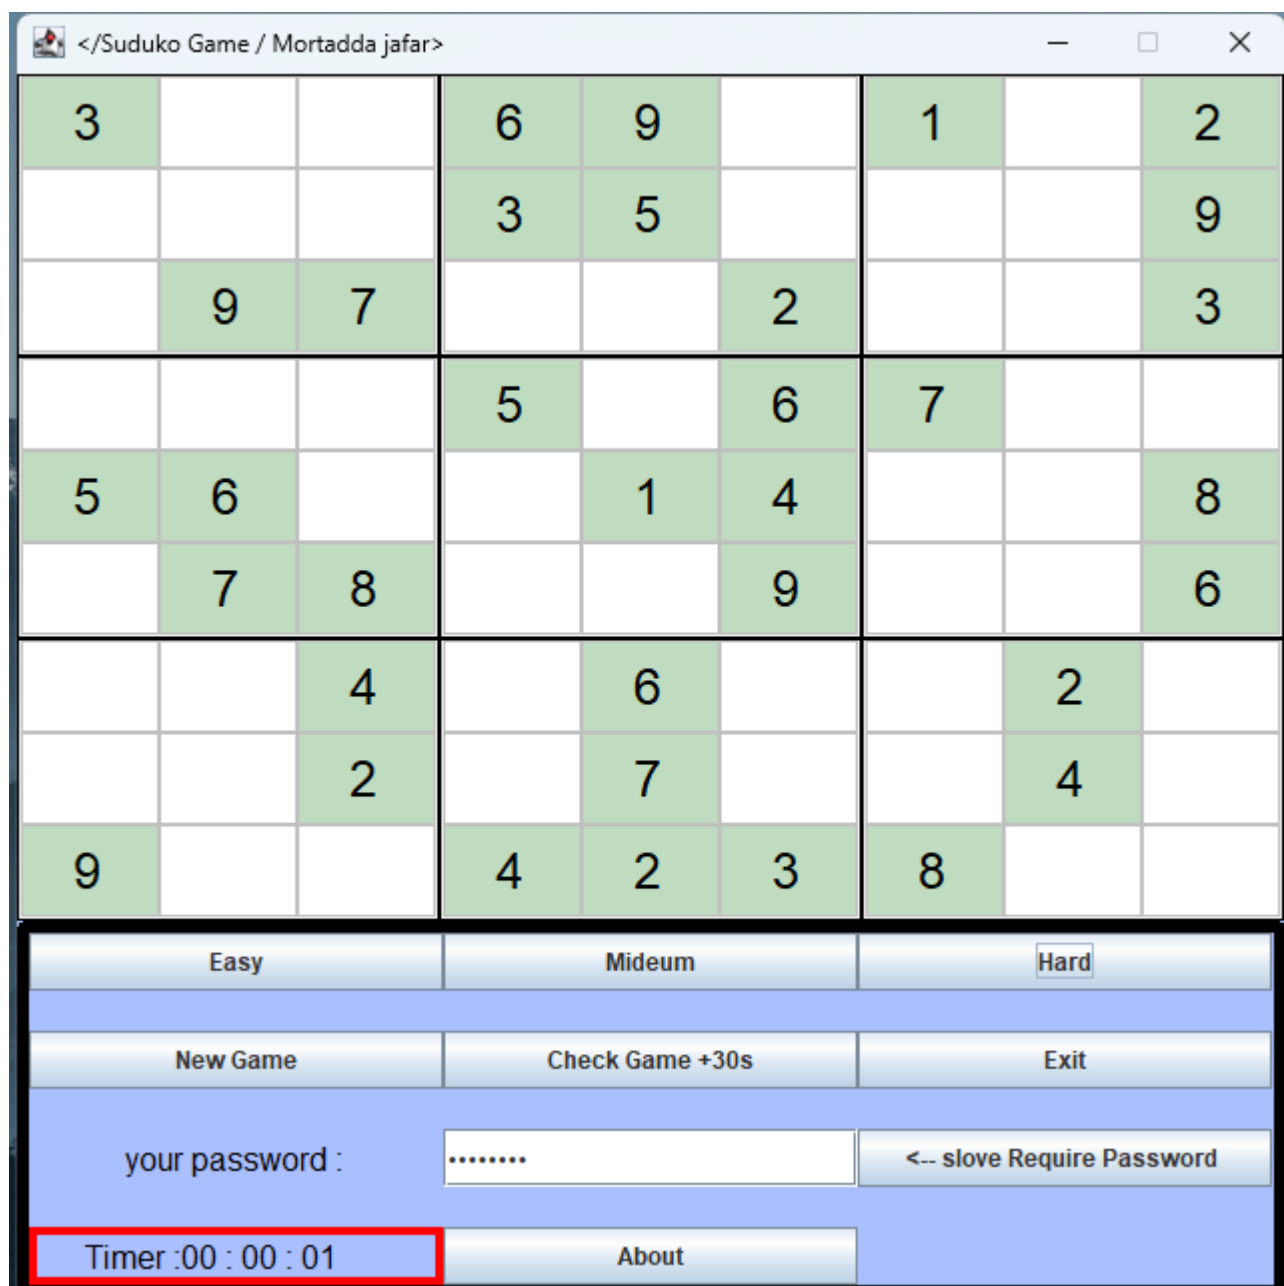 </Suduko Game / Mortadda jafar>
3 6 9 1 2
3 5 9
9 7 2 3
5 6 7
5 6 1 4 8
7 8 9 6
4 6 2
2 7 4
9 4 2 3 8
Easy Mideum Hard
New Game Check Game +30s Exit
your password : •••••••• <-- slove Require Password
Timer :00 : 00 : 01 About